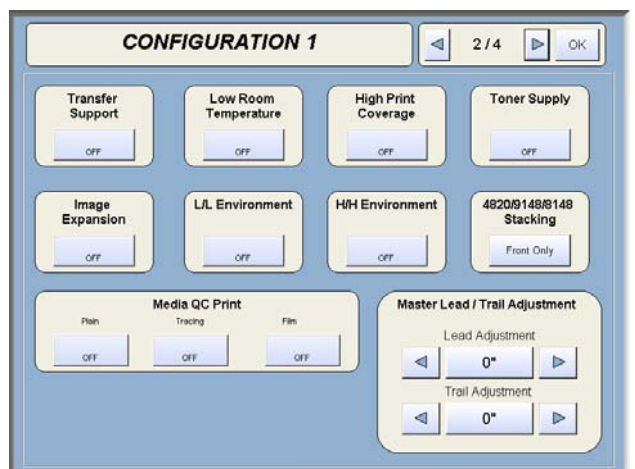 CONFIGURATION 1
2 / 4
OK
Transfer
Support
OFF
Low Room
Temperature
OFF
High Print
Coverage
OFF
Toner Supply
OFF
Image
Expansion
OFF
L/L Environment
OFF
H/H Environment
OFF
4820/9148/8148
Stacking
Front Only
Media QC Print
Plain
Tracing
Film
OFF
OFF
OFF
Master Lead / Trail Adjustment
Lead Adjustment
0"
Trail Adjustment
0"